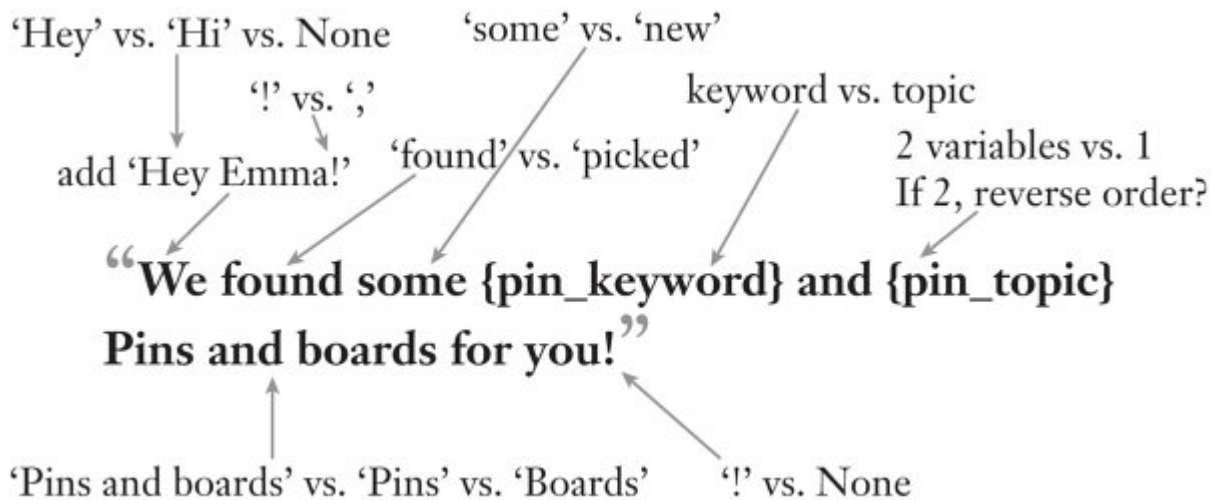 ‘Hey’ vs. ‘Hi’ vs. None
‘some’ vs. ‘new’
‘!’ vs. ‘,’
keyword vs. topic
add ‘Hey Emma!’
‘found’ vs. ‘picked’
2 variables vs. 1
If 2, reverse order?
“We found some {pin_keyword} and {pin_topic}
Pins and boards for you!”
‘Pins and boards’ vs. ‘Pins’ vs. ‘Boards’
‘!’ vs. None